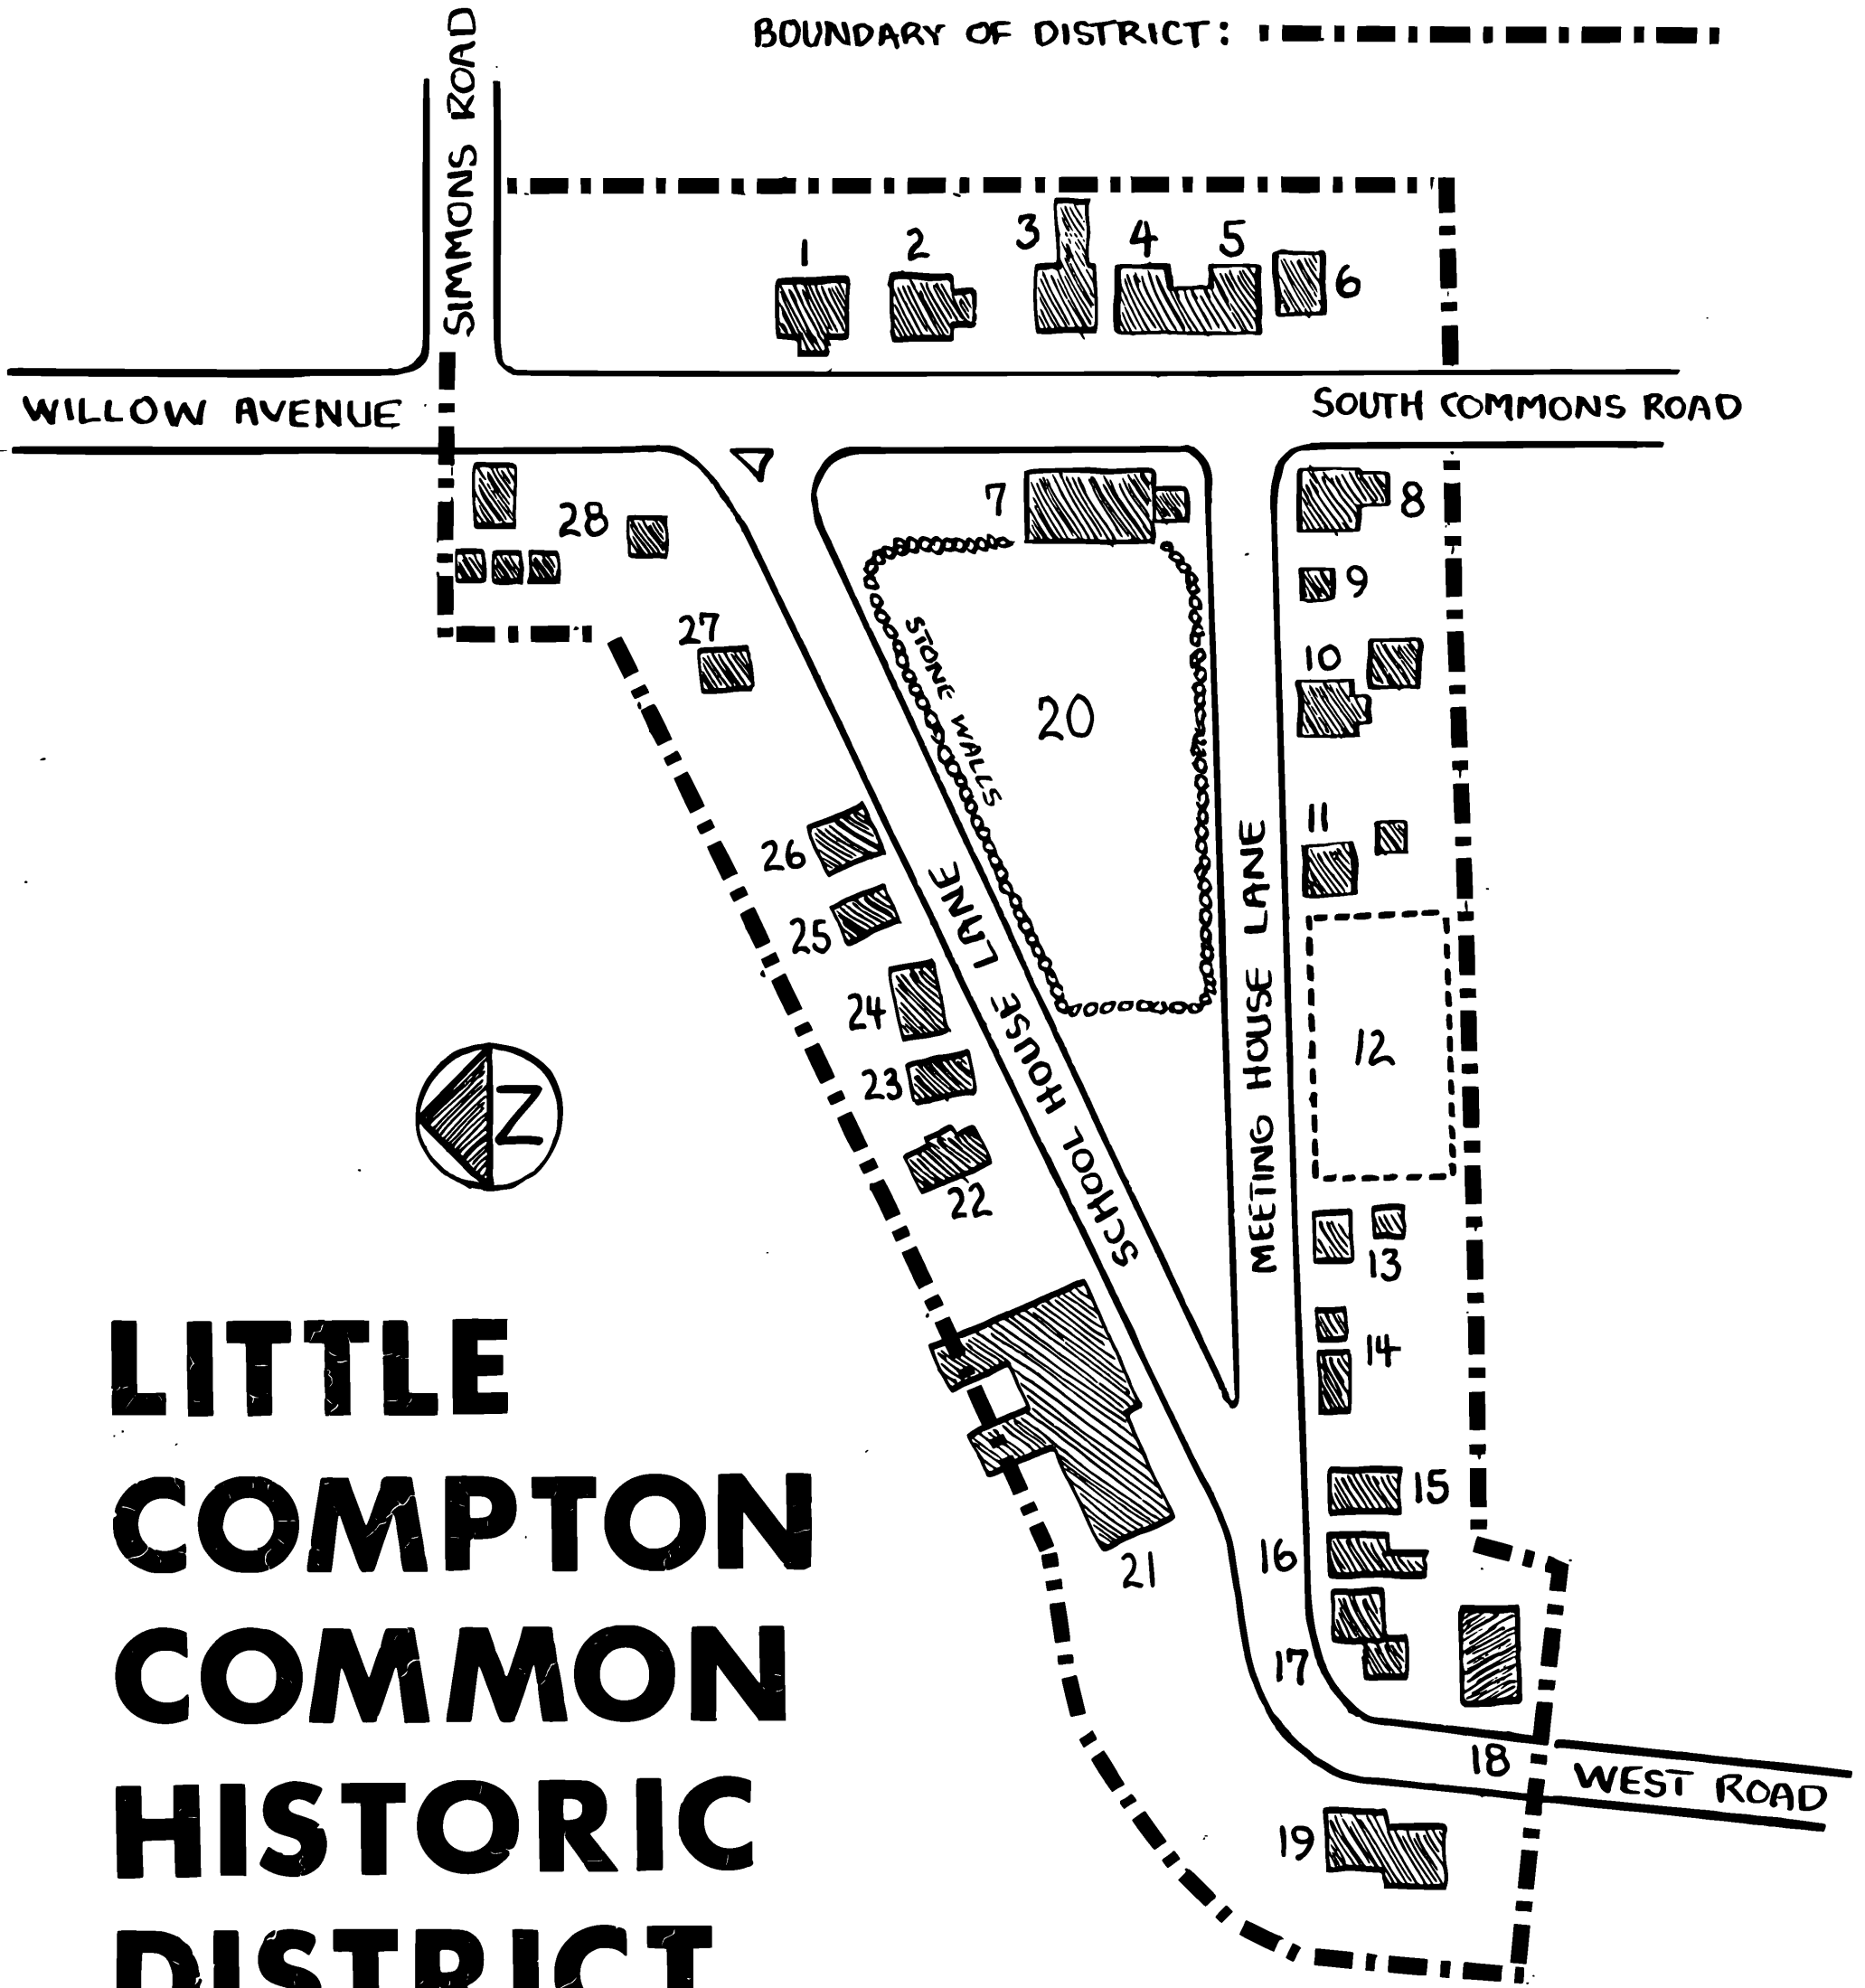 BOUNDARY OF DISTRICT:
SIMMONS ROAD
1
2
3
4
5
6
WILLOW AVENUE
SOUTH COMMONS ROAD
7
8
28
9
27
10
STONE WALLS
20
11
26
25
24
23
22
SCHOOL HOUSE LANE
MEETING HOUSE LANE
12
N
13
14
15
16
21
17
18
WEST ROAD
19
LITTLE
COMPTON
COMMON
HISTORIC
DISTRICT